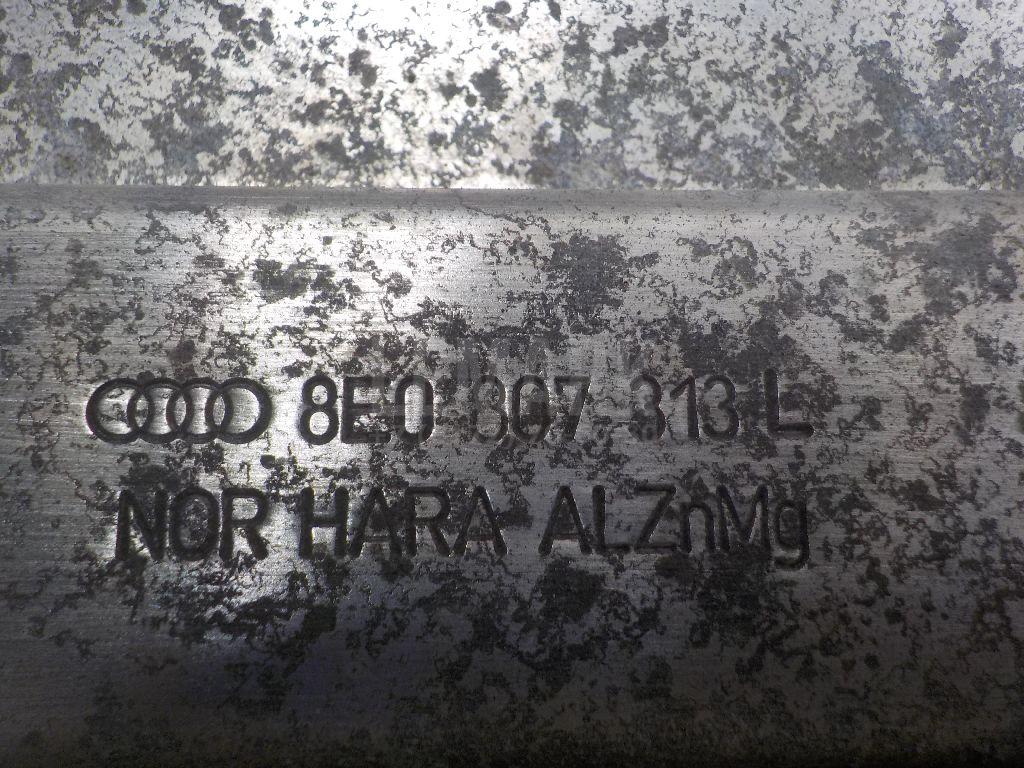 8E0 807 313 L
NOR HARA ALZnMg